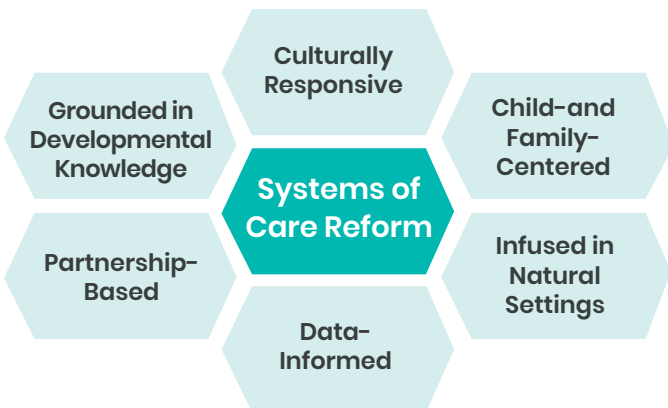 Culturally
Responsive
Grounded in
Developmental
Knowledge
Child-and
Family-
Centered
Systems of
Care Reform
Partnership-
Based
Infused in
Natural
Settings
Data-
Informed